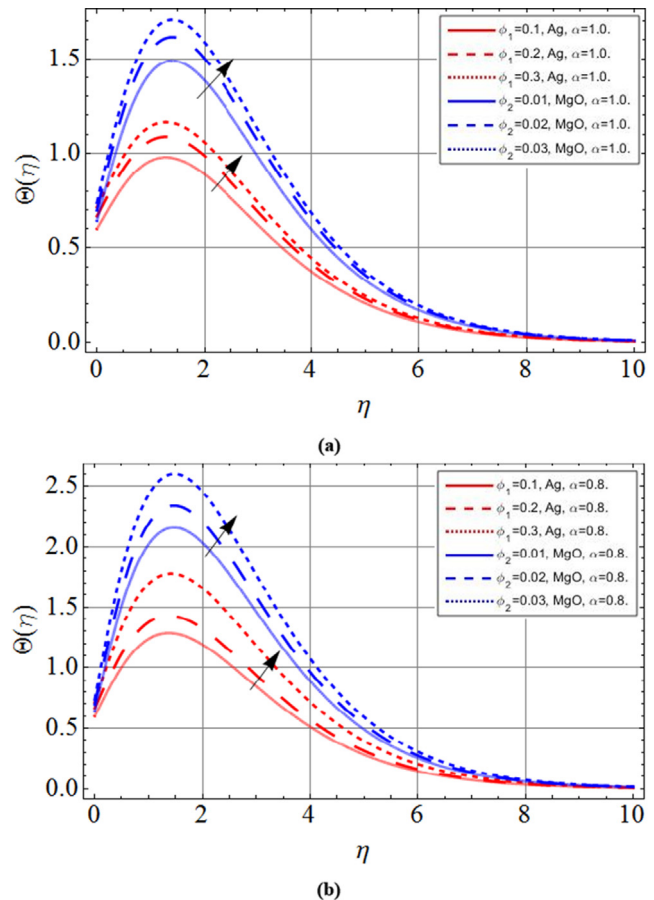 ϕ₁=0.1, Ag, α=1.0.
ϕ₁=0.2, Ag, α=1.0.
ϕ₁=0.3, Ag, α=1.0.
ϕ₂=0.01, MgO, α=1.0.
ϕ₂=0.02, MgO, α=1.0.
ϕ₂=0.03, MgO, α=1.0.
1.5
1.0
0.5
0.0
Θ(η)
0 2 4 6 8 10
η
(a)
ϕ₁=0.1, Ag, α=0.8.
ϕ₁=0.2, Ag, α=0.8.
ϕ₁=0.3, Ag, α=0.8.
ϕ₂=0.01, MgO, α=0.8.
ϕ₂=0.02, MgO, α=0.8.
ϕ₂=0.03, MgO, α=0.8.
2.5
2.0
1.5
1.0
0.5
0.0
Θ(η)
0 2 4 6 8 10
η
(b)